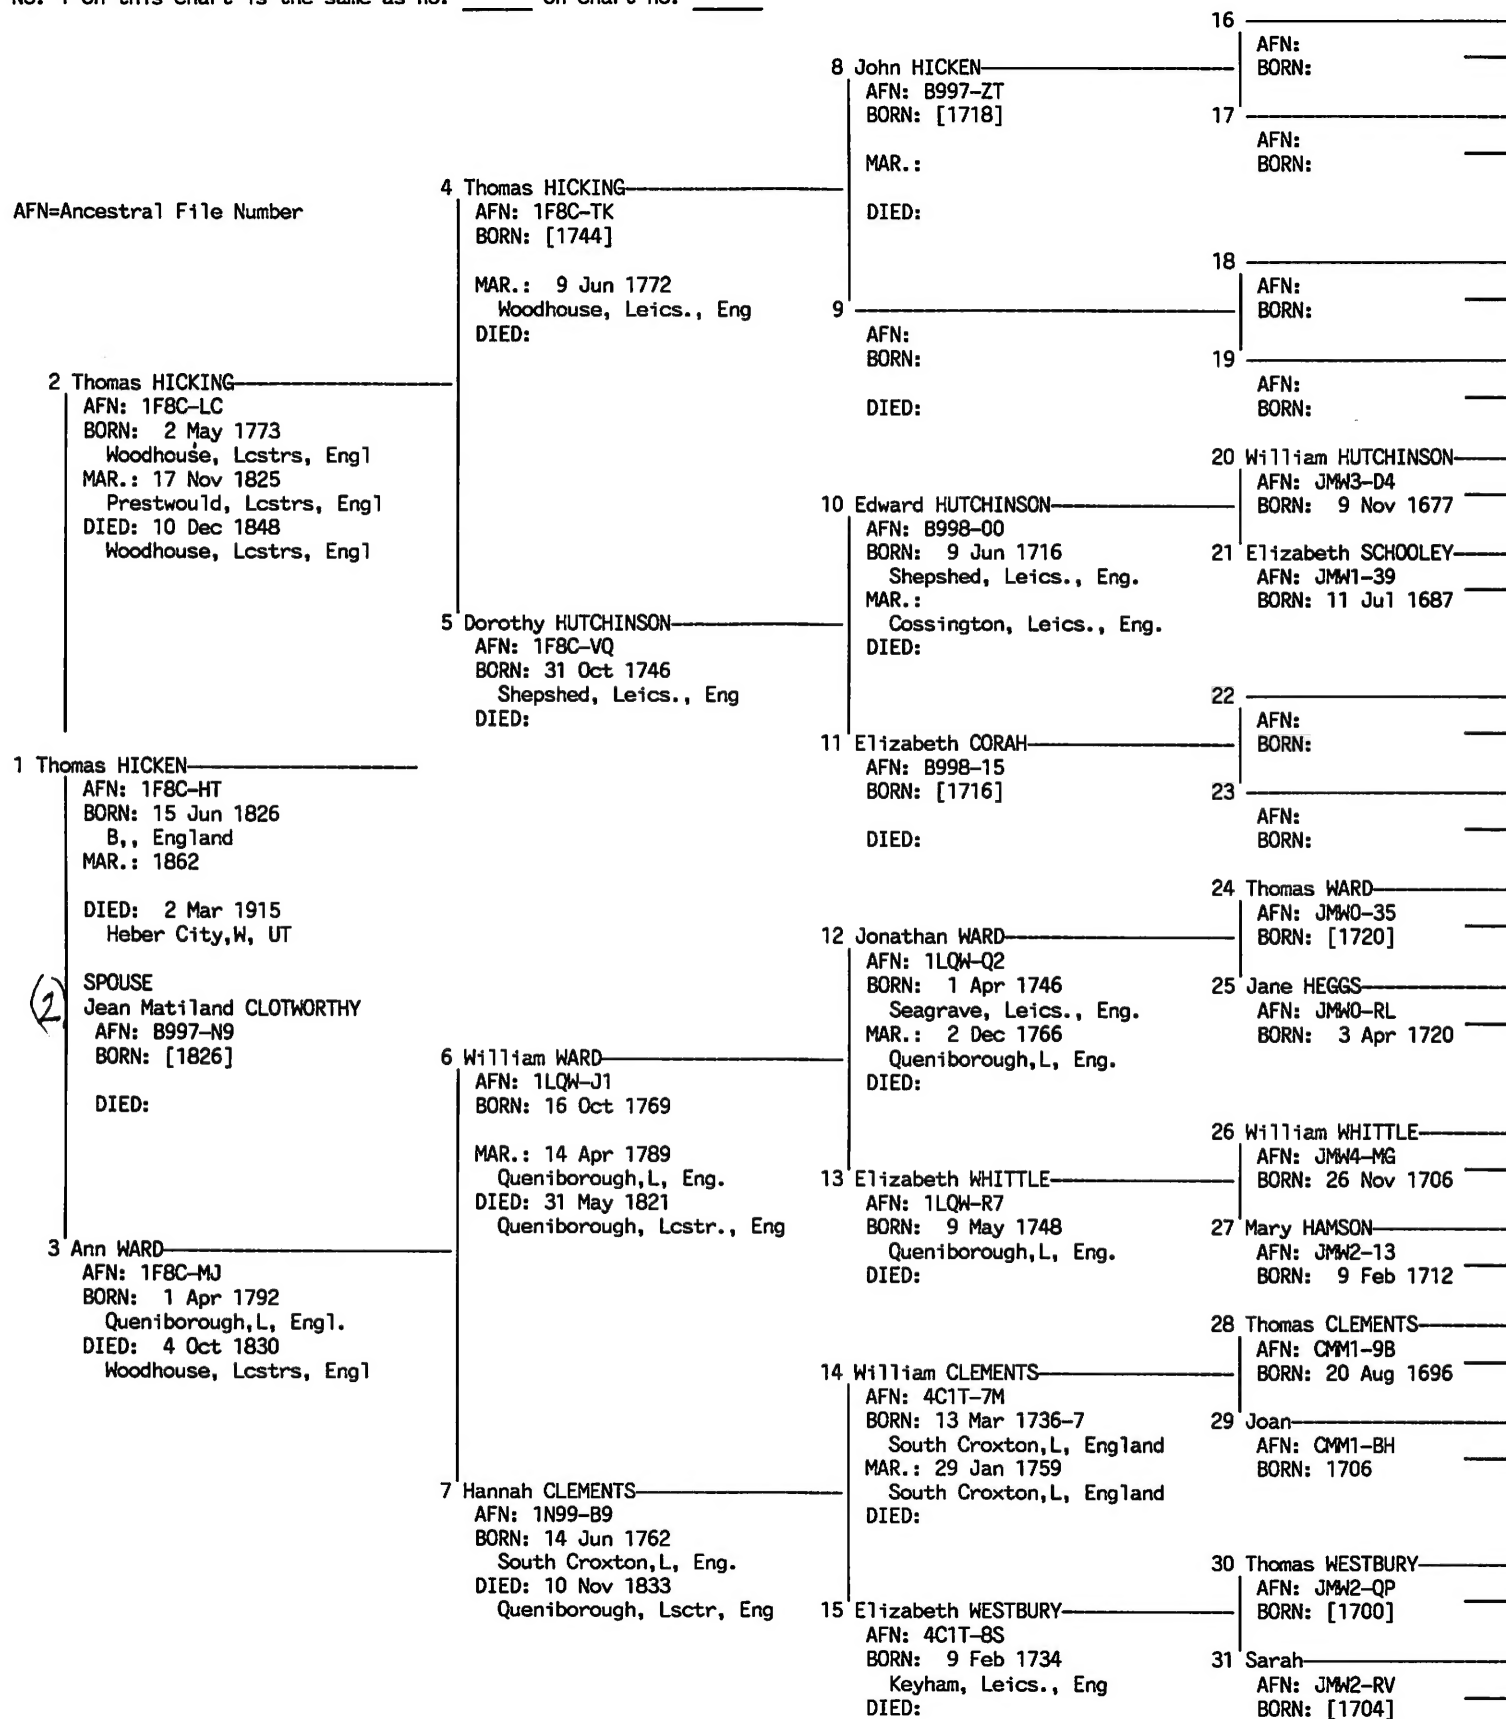 No. 1 on this chart is the same as no. ______ on chart no. ______
AFN=Ancestral File Number
1 Thomas HICKEN
AFN: 1F8C-HT
BORN: 15 Jun 1826
B,, England
MAR.: 1862
DIED: 2 Mar 1915
Heber City,W, UT
(2)
SPOUSE
Jean Matiland CLOTWORTHY
AFN: B997-N9
BORN: [1826]
DIED:
2 Thomas HICKING
AFN: 1F8C-LC
BORN: 2 May 1773
Woodhouse, Lcstrs, Engl
MAR.: 17 Nov 1825
Prestwould, Lcstrs, Engl
DIED: 10 Dec 1848
Woodhouse, Lcstrs, Engl
3 Ann WARD
AFN: 1F8C-MJ
BORN: 1 Apr 1792
Queniborough,L, Engl.
DIED: 4 Oct 1830
Woodhouse, Lcstrs, Engl
4 Thomas HICKING
AFN: 1F8C-TK
BORN: [1744]
MAR.: 9 Jun 1772
Woodhouse, Leics., Eng
DIED:
5 Dorothy HUTCHINSON
AFN: 1F8C-VQ
BORN: 31 Oct 1746
Shepshed, Leics., Eng
DIED:
6 William WARD
AFN: 1LQW-J1
BORN: 16 Oct 1769
MAR.: 14 Apr 1789
Queniborough,L, Eng.
DIED: 31 May 1821
Queniborough, Lcstr., Eng
7 Hannah CLEMENTS
AFN: 1N99-B9
BORN: 14 Jun 1762
South Croxton,L, Eng.
DIED: 10 Nov 1833
Queniborough, Lsctr, Eng
8 John HICKEN
AFN: B997-ZT
BORN: [1718]
MAR.:
DIED:
9
AFN:
BORN:
DIED:
10 Edward HUTCHINSON
AFN: B998-00
BORN: 9 Jun 1716
Shepshed, Leics., Eng.
MAR.:
Cossington, Leics., Eng.
DIED:
11 Elizabeth CORAH
AFN: B998-15
BORN: [1716]
DIED:
12 Jonathan WARD
AFN: 1LQW-Q2
BORN: 1 Apr 1746
Seagrave, Leics., Eng.
MAR.: 2 Dec 1766
Queniborough,L, Eng.
DIED:
13 Elizabeth WHITTLE
AFN: 1LQW-R7
BORN: 9 May 1748
Queniborough,L, Eng.
DIED:
14 William CLEMENTS
AFN: 4C1T-7M
BORN: 13 Mar 1736-7
South Croxton,L, England
MAR.: 29 Jan 1759
South Croxton,L, England
DIED:
15 Elizabeth WESTBURY
AFN: 4C1T-8S
BORN: 9 Feb 1734
Keyham, Leics., Eng
DIED:
16
AFN:
BORN:
17
AFN:
BORN:
18
AFN:
BORN:
19
AFN:
BORN:
20 William HUTCHINSON
AFN: JMW3-D4
BORN: 9 Nov 1677
21 Elizabeth SCHOOLEY
AFN: JMW1-39
BORN: 11 Jul 1687
22
AFN:
BORN:
23
AFN:
BORN:
24 Thomas WARD
AFN: JMW0-35
BORN: [1720]
25 Jane HEGGS
AFN: JMW0-RL
BORN: 3 Apr 1720
26 William WHITTLE
AFN: JMW4-MG
BORN: 26 Nov 1706
27 Mary HAMSON
AFN: JMW2-13
BORN: 9 Feb 1712
28 Thomas CLEMENTS
AFN: CMM1-9B
BORN: 20 Aug 1696
29 Joan
AFN: CMM1-BH
BORN: 1706
30 Thomas WESTBURY
AFN: JMW2-QP
BORN: [1700]
31 Sarah
AFN: JMW2-RV
BORN: [1704]